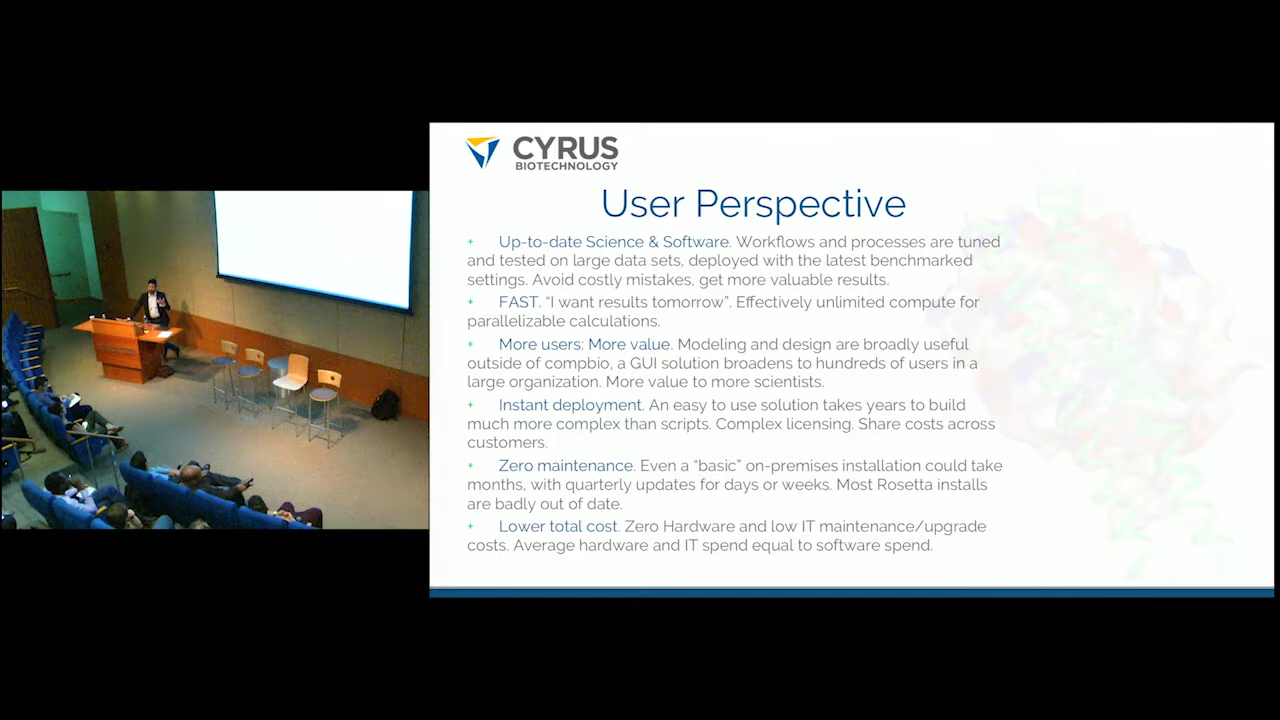 CYRUS
BIOTECHNOLOGY
User Perspective
+ Up-to-date Science & Software. Workflows and processes are tuned
and tested on large data sets, deployed with the latest benchmarked
settings. Avoid costly mistakes, get more valuable results.
+ FAST. “I want results tomorrow”. Effectively unlimited compute for
parallelizable calculations.
+ More users: More value. Modeling and design are broadly useful
outside of compbio, a GUI solution broadens to hundreds of users in a
large organization. More value to more scientists.
+ Instant deployment. An easy to use solution takes years to build
much more complex than scripts. Complex licensing. Share costs across
customers.
+ Zero maintenance. Even a “basic” on-premises installation could take
months, with quarterly updates for days or weeks. Most Rosetta installs
are badly out of date.
+ Lower total cost. Zero Hardware and low IT maintenance/upgrade
costs. Average hardware and IT spend equal to software spend.